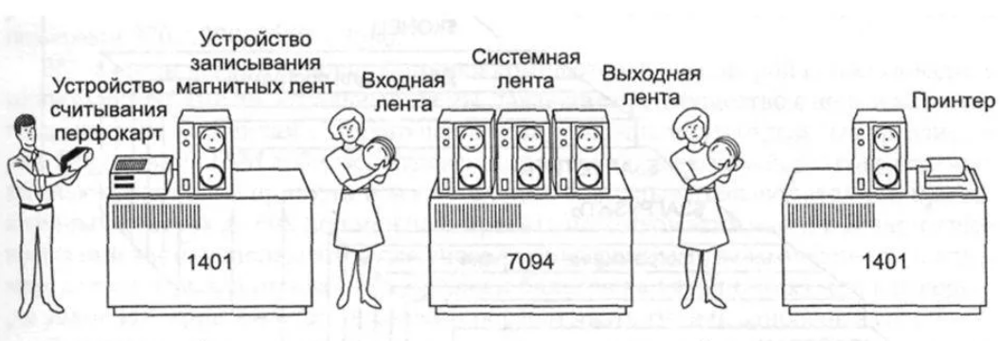 Устройство
считывания
перфокарт
Устройство
записывания
магнитных лент
Входная
лента
Системная
лента
Выходная
лента
Принтер
1401
7094
1401